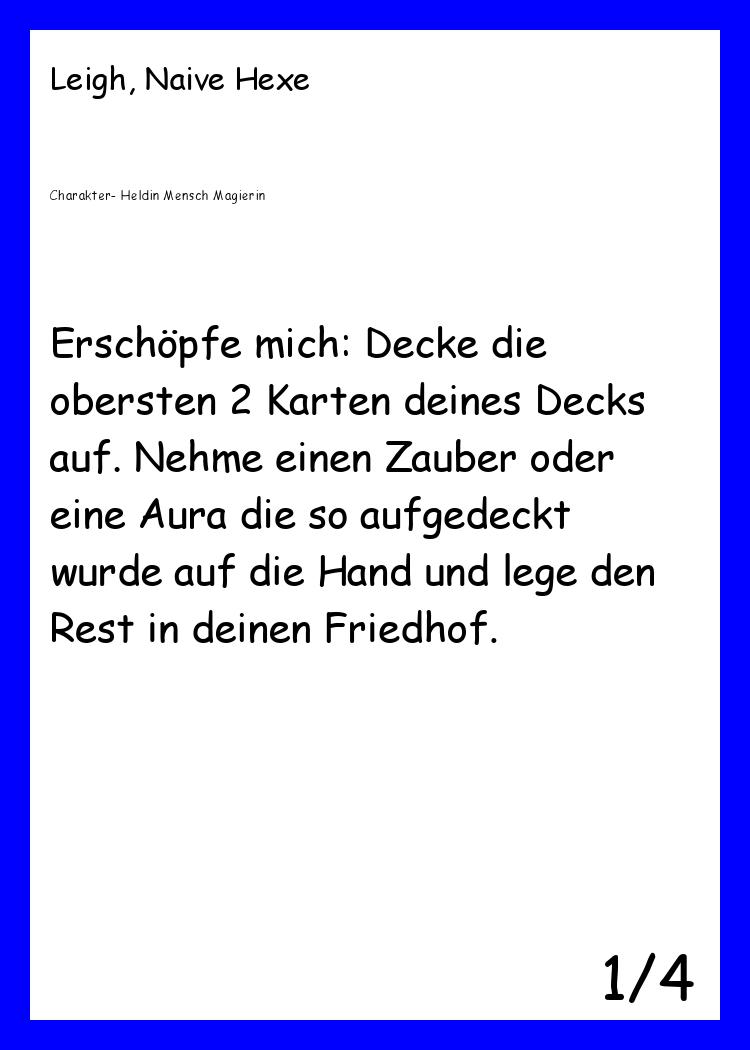 Leigh, Naive Hexe
Charakter- Heldin Mensch Magierin
Erschöpfe mich: Decke die
obersten 2 Karten deines Decks
auf. Nehme einen Zauber oder
eine Aura die so aufgedeckt
wurde auf die Hand und lege den
Rest in deinen Friedhof.
1/4